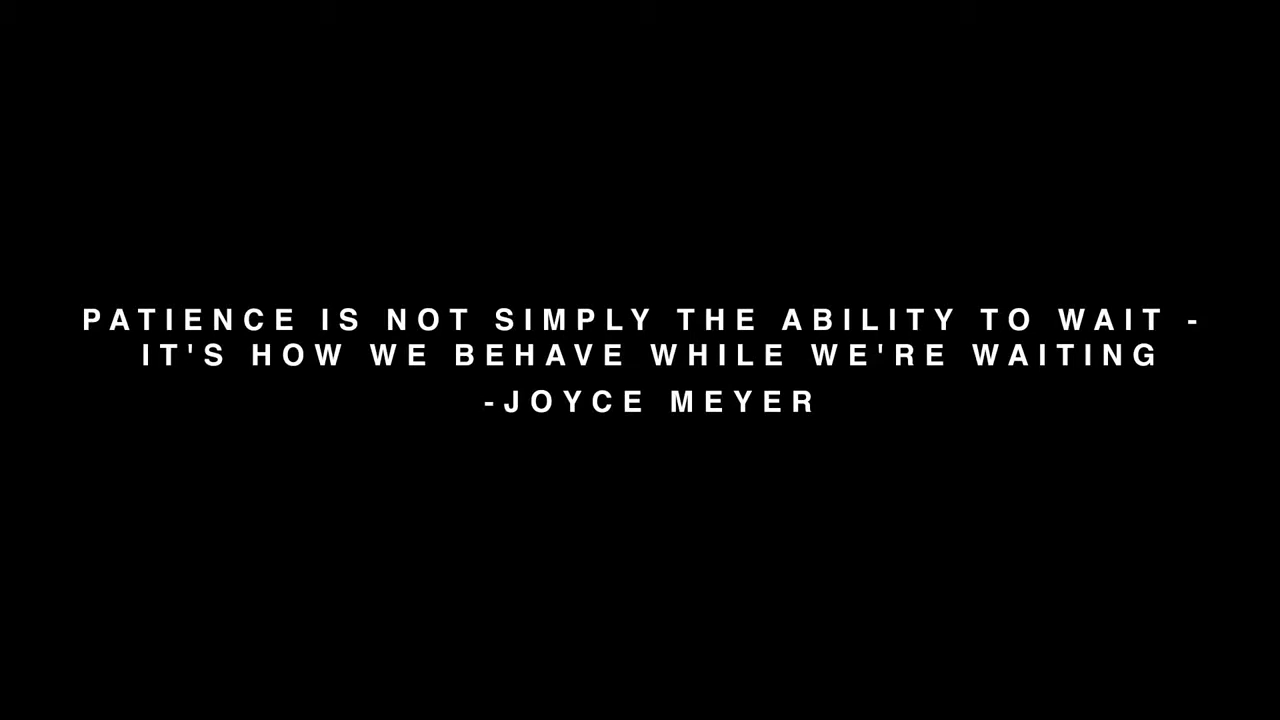 PATIENCE IS NOT SIMPLY THE ABILITY TO WAIT -
IT'S HOW WE BEHAVE WHILE WE'RE WAITING
-JOYCE MEYER